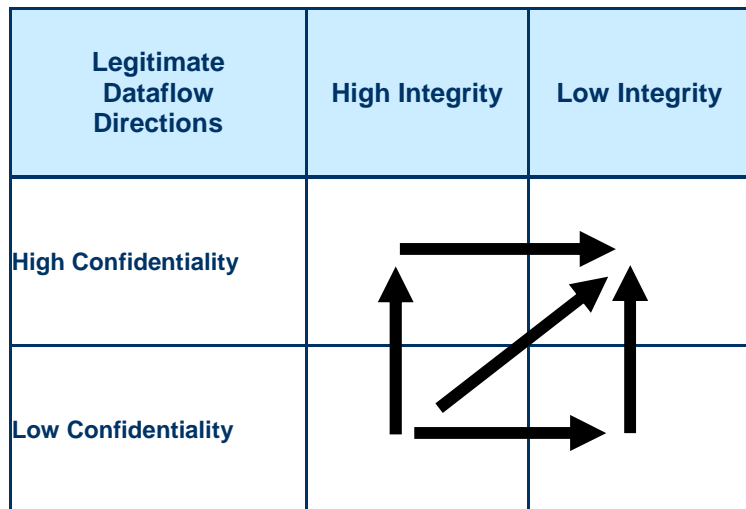 Legitimate
Dataflow
Directions
High Integrity
Low Integrity
High Confidentiality
Low Confidentiality